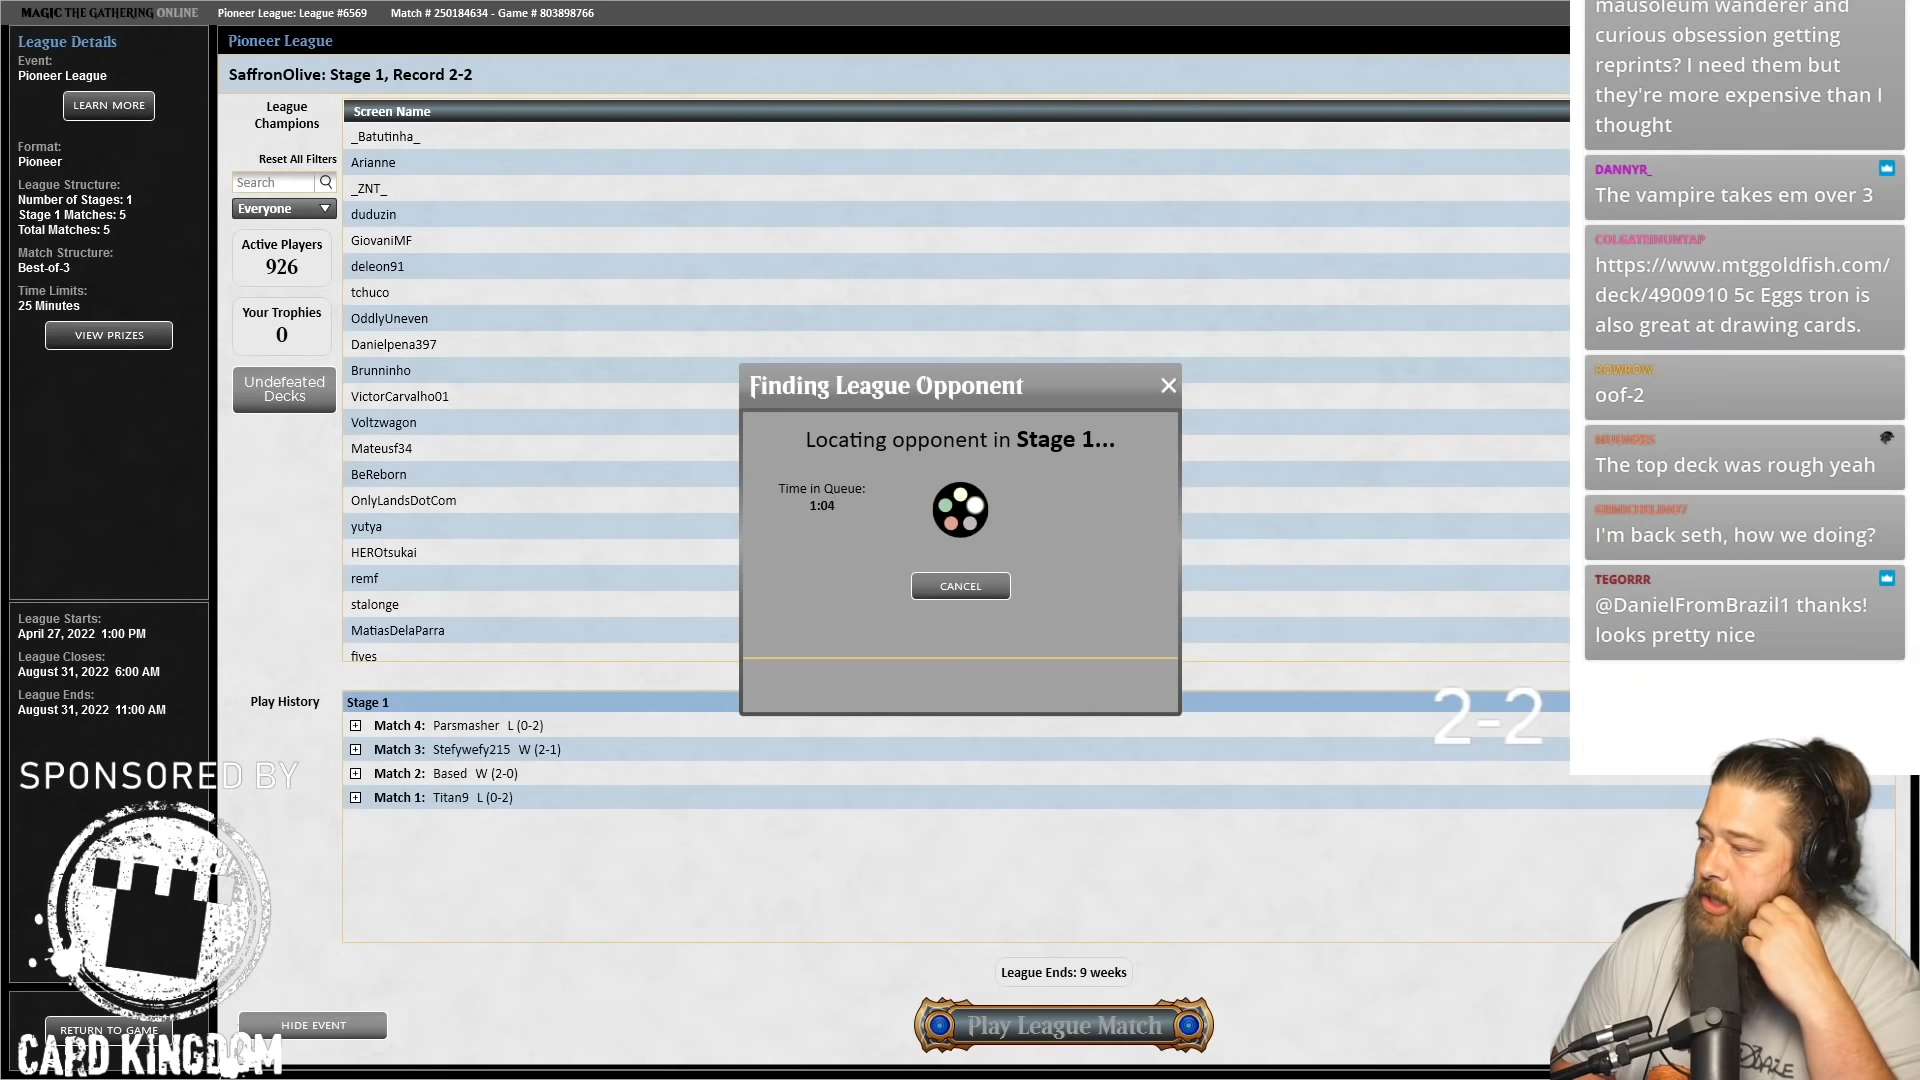 MAGIC THE GATHERING ONLINE Pioneer League: League #6569 Match # 250184634 - Game # 803898766
League Details
Event:
Pioneer League
LEARN MORE
Format:
Pioneer
League Structure:
Number of Stages: 1
Stage 1 Matches: 5
Total Matches: 5
Match Structure:
Best-of-3
Time Limits:
25 Minutes
VIEW PRIZES
League Starts:
April 27, 2022 1:00 PM
League Closes:
August 31, 2022 6:00 AM
League Ends:
August 31, 2022 11:00 AM
SPONSORED BY
RETURN TO GAME
CARD KINGDOM
Pioneer League
SaffronOlive: Stage 1, Record 2-2
League
Champions
Reset All Filters
Search
Everyone
Active Players
926
Your Trophies
0
Undefeated
Decks
Screen Name
_Batutinha_
Arianne
_ZNT_
duduzin
GiovaniMF
deleon91
tchuco
OddlyUneven
Danielpena397
Brunninho
VictorCarvalho01
Voltzwagon
Mateusf34
BeReborn
OnlyLandsDotCom
yutya
HEROtsukai
remf
stalonge
MatiasDelaParra
fives
Finding League Opponent
Locating opponent in Stage 1...
Time in Queue:
1:04
CANCEL
Play History
Stage 1
Match 4: Parsmasher L (0-2)
Match 3: Stefywefy215 W (2-1)
Match 2: Based W (2-0)
Match 1: Titan9 L (0-2)
2-2
League Ends: 9 weeks
HIDE EVENT
Play League Match
mausoleum wanderer and
curious obsession getting
reprints? I need them but
they're more expensive than I
thought
DANNYR_
The vampire takes em over 3
COLGATEINUNTAP
https://www.mtggoldfish.com/
deck/4900910 5c Eggs tron is
also great at drawing cards.
ROWROW_
oof-2
The top deck was rough yeah
I'm back seth, how we doing?
TEGORRR
@DanielFromBrazil1 thanks!
looks pretty nice